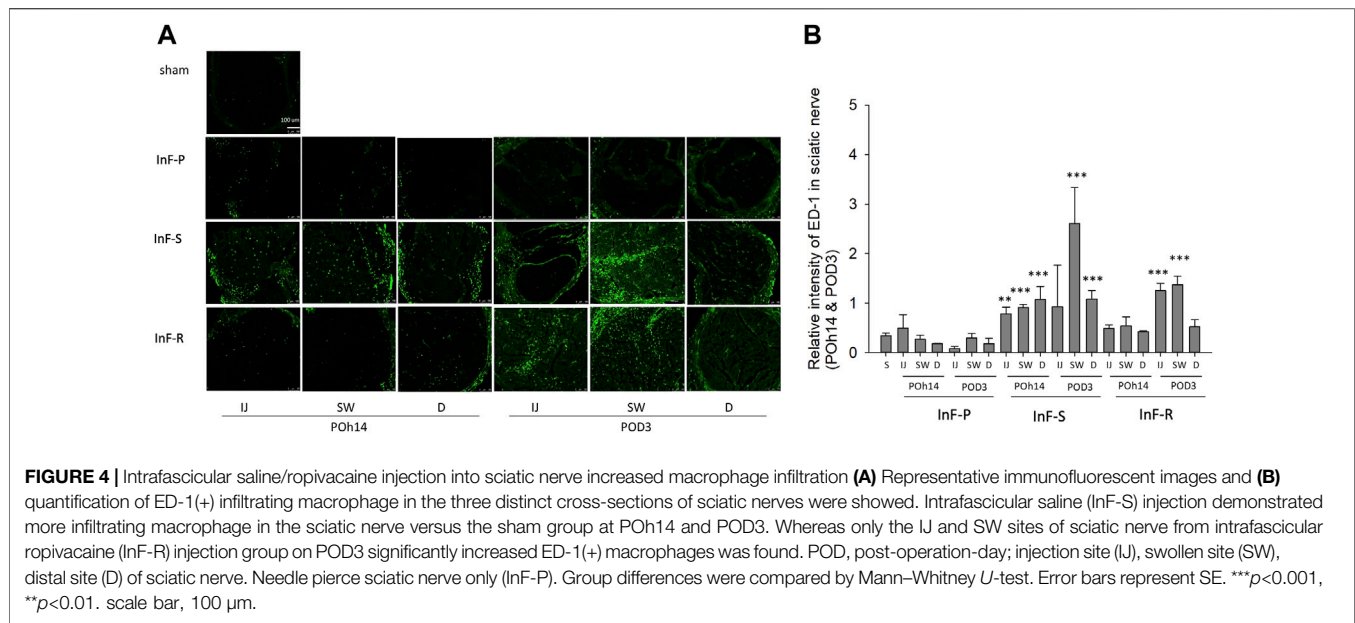 A
B
sham
100 um
InF-P
InF-S
InF-R
IJ SW D IJ SW D
POh14 POD3
Relative intensity of ED-1 in sciatic nerve
(POh14 & POD3)
5
4
3
2
1
0
** *** *** *** *** *** ***
S IJ SW D IJ SW D IJ SW D IJ SW D IJ SW D IJ SW D
POh14 POD3 POh14 POD3 POh14 POD3
InF-P InF-S InF-R
FIGURE 4 | Intrafascicular saline/ropivacaine injection into sciatic nerve increased macrophage infiltration (A) Representative immunofluorescent images and (B)
quantification of ED-1(+) infiltrating macrophage in the three distinct cross-sections of sciatic nerves were showed. Intrafascicular saline (InF-S) injection demonstrated
more infiltrating macrophage in the sciatic nerve versus the sham group at POh14 and POD3. Whereas only the IJ and SW sites of sciatic nerve from intrafascicular
ropivacaine (InF-R) injection group on POD3 significantly increased ED-1(+) macrophages was found. POD, post-operation-day; injection site (IJ), swollen site (SW),
distal site (D) of sciatic nerve. Needle pierce sciatic nerve only (InF-P). Group differences were compared by Mann–Whitney U-test. Error bars represent SE. ***p<0.001,
**p<0.01. scale bar, 100 μm.